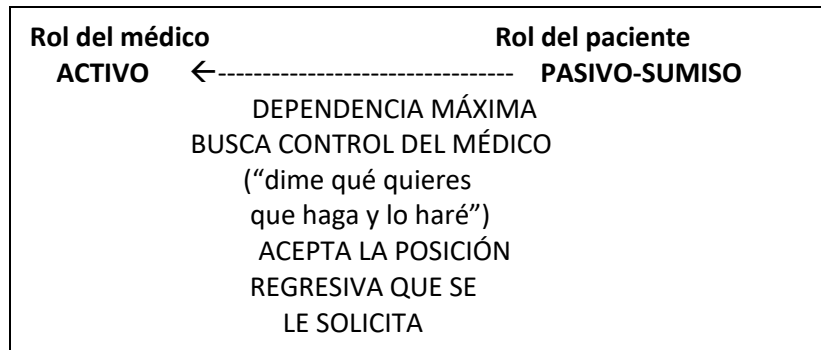 Rol del médico Rol del paciente
ACTIVO ←--------------------------------- PASIVO-SUMISO
DEPENDENCIA MÁXIMA
BUSCA CONTROL DEL MÉDICO
(“dime qué quieres
que haga y lo haré”)
ACEPTA LA POSICIÓN
REGRESIVA QUE SE
LE SOLICITA